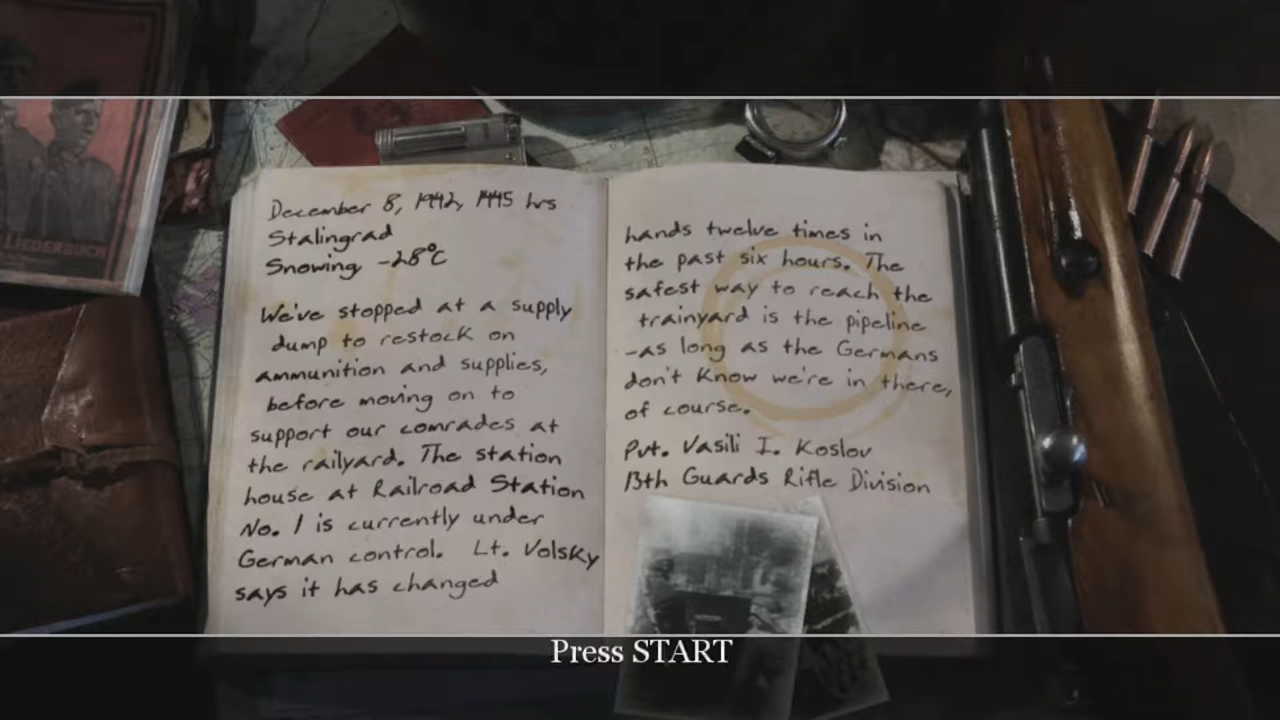 LIEDERBUCH
December 8, 1942, 1445 hrs
Stalingrad
Snowing, -28°C
We've stopped at a supply
dump to restock on
ammunition and supplies,
before moving on to
support our comrades at
the railyard. The station
house at Railroad Station
No. 1 is currently under
German control. Lt. Volsky
says it has changed
hands twelve times in
the past six hours. The
safest way to reach the
trainyard is the pipeline
-as long as the Germans
don't know we're in there,
of course.
Pvt. Vasili I. Koslov
13th Guards Rifle Division
Press START